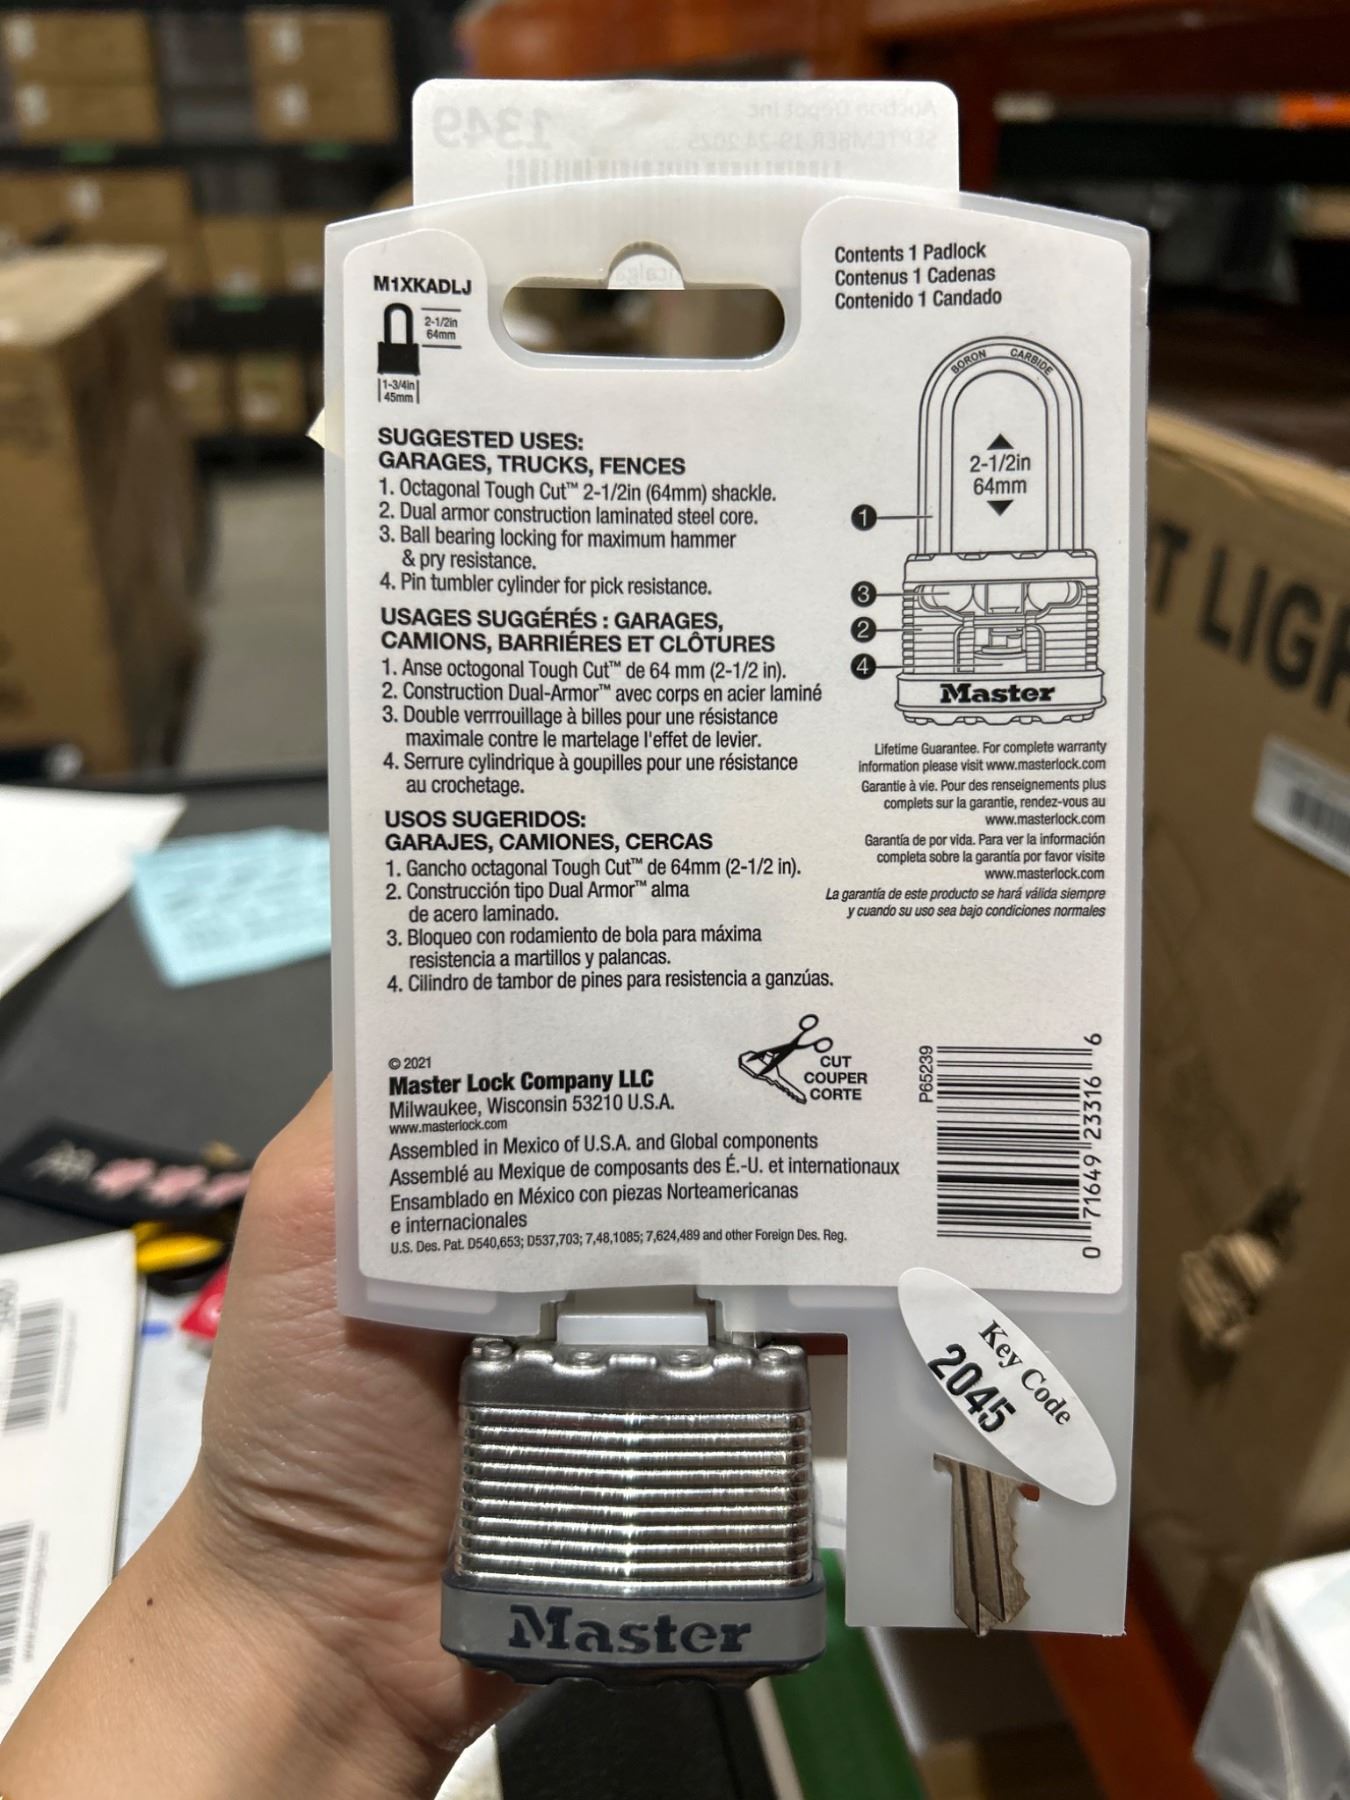 1349
Auction Depot Inc
SEPTEMBER 19-24 2025
M1XKADLJ
2-1/2in
64mm
1-3/4in
45mm
Contents 1 Padlock
Contenus 1 Cadenas
Contenido 1 Candado
BORON CARBIDE
2-1/2in
64mm
1
3
2
4
Master
SUGGESTED USES:
GARAGES, TRUCKS, FENCES
1. Octagonal Tough Cut™ 2-1/2in (64mm) shackle.
2. Dual armor construction laminated steel core.
3. Ball bearing locking for maximum hammer
& pry resistance.
4. Pin tumbler cylinder for pick resistance.
USAGES SUGGÉRÉS : GARAGES,
CAMIONS, BARRIÉRES ET CLÔTURES
1. Anse octogonal Tough Cut™ de 64 mm (2-1/2 in).
2. Construction Dual-Armor™ avec corps en acier laminé
3. Double verrrouillage à billes pour une résistance
maximale contre le martelage l'effet de levier.
4. Serrure cylindrique à goupilles pour une résistance
au crochetage.
USOS SUGERIDOS:
GARAJES, CAMIONES, CERCAS
1. Gancho octagonal Tough Cut™ de 64mm (2-1/2 in).
2. Construcción tipo Dual Armor™ alma
de acero laminado.
3. Bloqueo con rodamiento de bola para máxima
resistencia a martillos y palancas.
4. Cilindro de tambor de pines para resistencia a ganzúas.
Lifetime Guarantee. For complete warranty
information please visit www.masterlock.com
Garantie à vie. Pour des renseignements plus
complets sur la garantie, rendez-vous au
www.masterlock.com
Garantía de por vida. Para ver la información
completa sobre la garantía por favor visite
www.masterlock.com
La garantía de este producto se hará válida siempre
y cuando su uso sea bajo condiciones normales
© 2021
Master Lock Company LLC
Milwaukee, Wisconsin 53210 U.S.A.
www.masterlock.com
Assembled in Mexico of U.S.A. and Global components
Assemblé au Mexique de composants des É.-U. et internationaux
Ensamblado en México con piezas Norteamericanas
e internacionales
U.S. Des. Pat. D540,653; D537,703; 7,48,1085; 7,624,489 and other Foreign Des. Reg.
CUT
COUPER
CORTE
P65239
0 71649 23316 6
Key Code
2045
Master
T LIGH